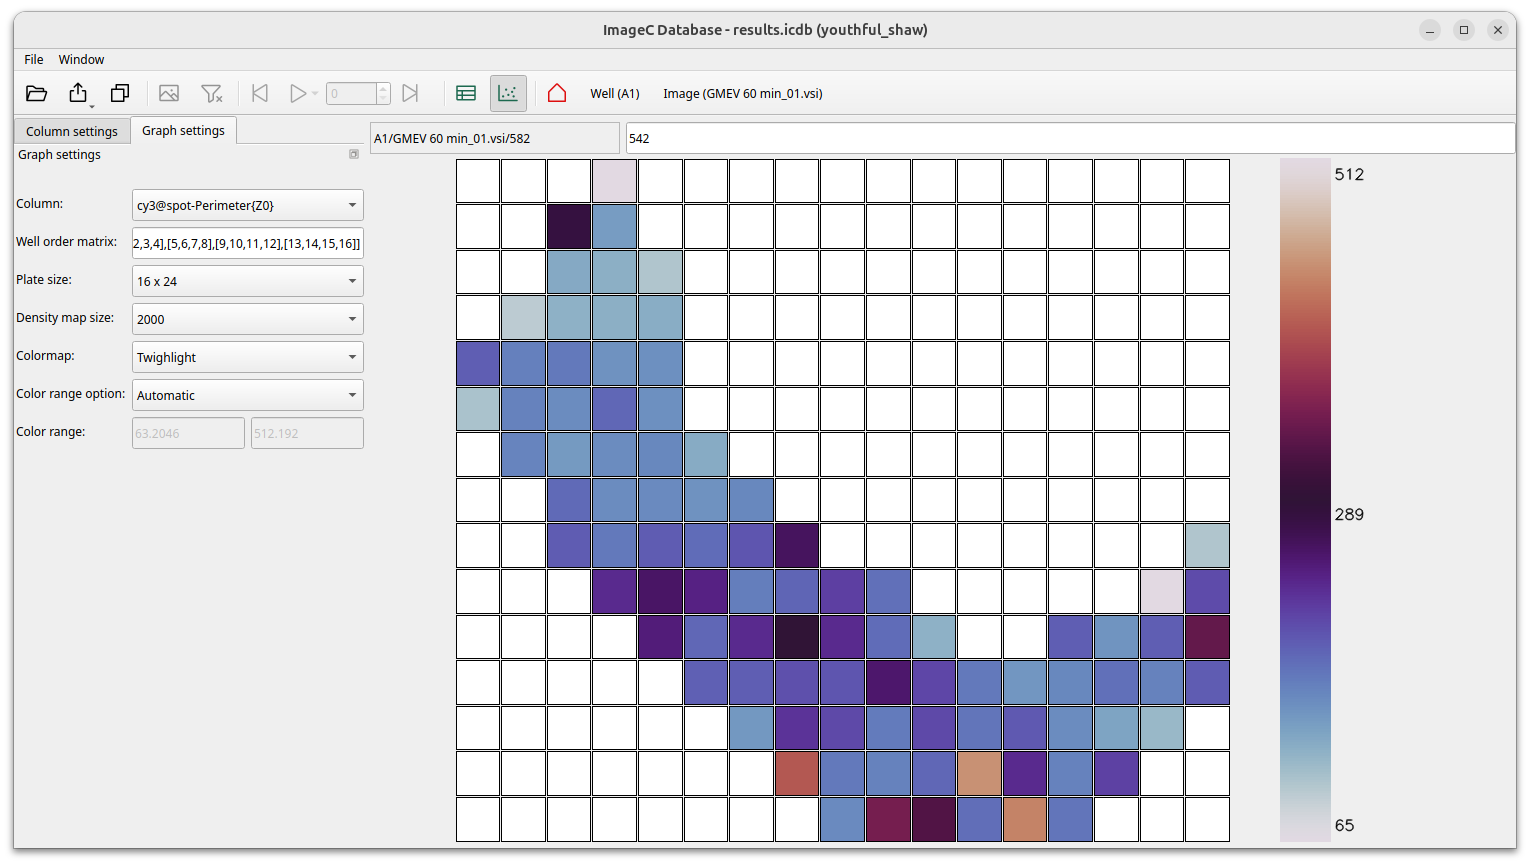 ImageC Database - results.icdb (youthful_shaw)
File Window
0 Well (A1) Image (GMEV 60 min_01.vsi)
Column settings Graph settings
A1/GMEV 60 min_01.vsi/582 542
Graph settings
Column: cy3@spot-Perimeter{Z0}
Well order matrix: 2,3,4],[5,6,7,8],[9,10,11,12],[13,14,15,16]]
Plate size: 16 x 24
Density map size: 2000
Colormap: Twighlight
Color range option: Automatic
Color range: 63.2046 512.192
512
289
65